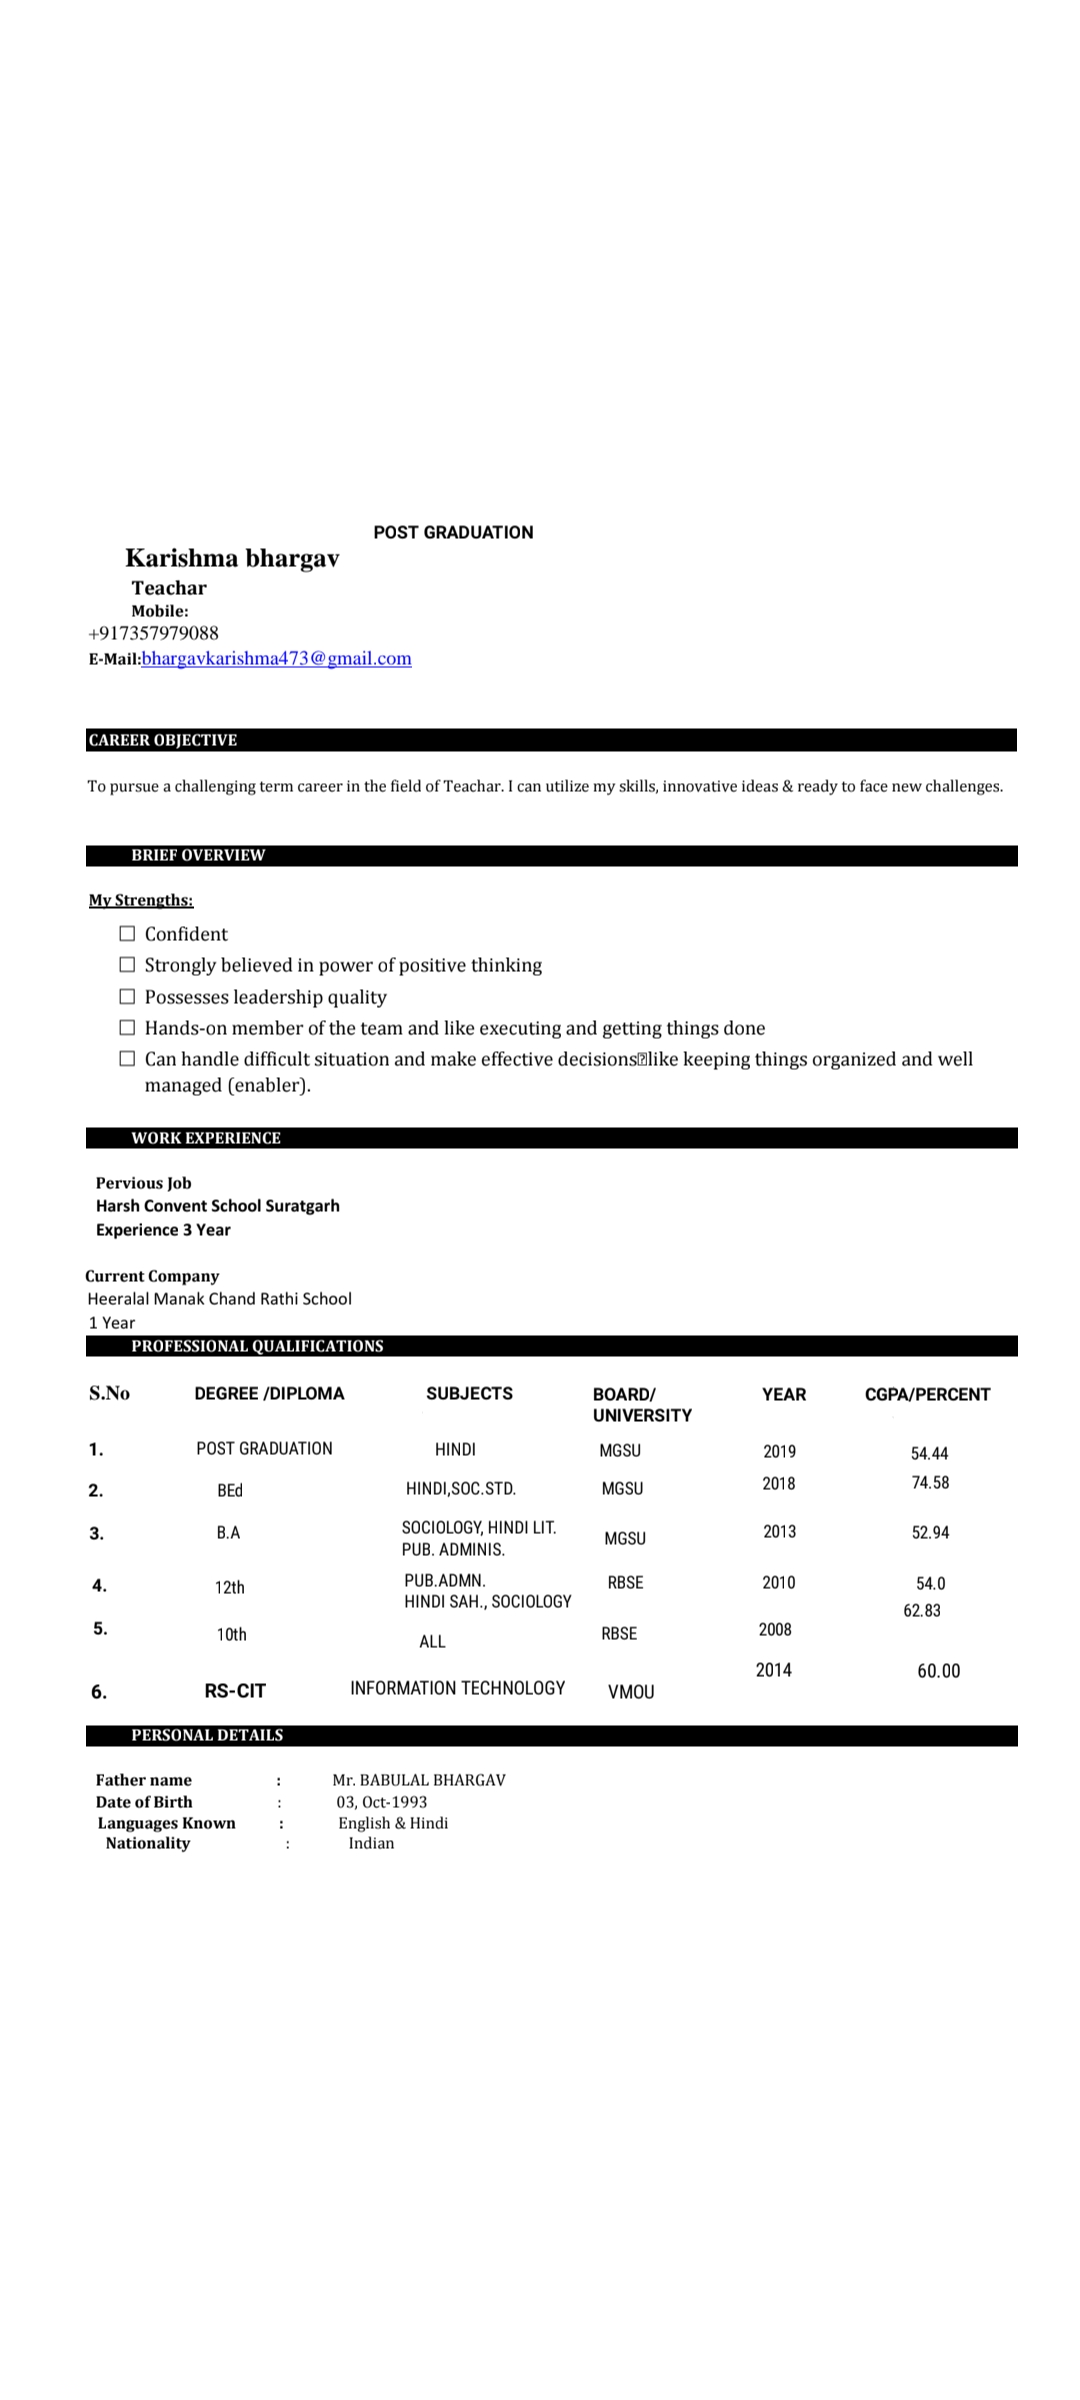 POST GRADUATION
Karishma bhargav
Teachar
Mobile:
+917357979088
E-Mail:bhargavkarishma473@gmail.com
CAREER OBJECTIVE
To pursue a challenging term career in the field of Teachar. I can utilize my skills, innovative ideas & ready to face new challenges.
BRIEF OVERVIEW
My Strengths:
☐ Confident
☐ Strongly believed in power of positive thinking
☐ Possesses leadership quality
☐ Hands-on member of the team and like executing and getting things done
☐ Can handle difficult situation and make effective decisions⍰like keeping things organized and well
managed (enabler).
WORK EXPERIENCE
Pervious Job
Harsh Convent School Suratgarh
Experience 3 Year
Current Company
Heeralal Manak Chand Rathi School
1 Year
PROFESSIONAL QUALIFICATIONS
S.No DEGREE /DIPLOMA SUBJECTS BOARD/ YEAR CGPA/PERCENT
UNIVERSITY
1. POST GRADUATION HINDI MGSU 2019 54.44
2. BEd HINDI,SOC.STD. MGSU 2018 74.58
3. B.A SOCIOLOGY, HINDI LIT. MGSU 2013 52.94
PUB. ADMINIS.
4. 12th PUB.ADMN. RBSE 2010 54.0
HINDI SAH., SOCIOLOGY
5. 10th ALL RBSE 2008 62.83
6. RS-CIT INFORMATION TECHNOLOGY VMOU 2014 60.00
PERSONAL DETAILS
Father name : Mr. BABULAL BHARGAV
Date of Birth : 03, Oct-1993
Languages Known : English & Hindi
Nationality : Indian